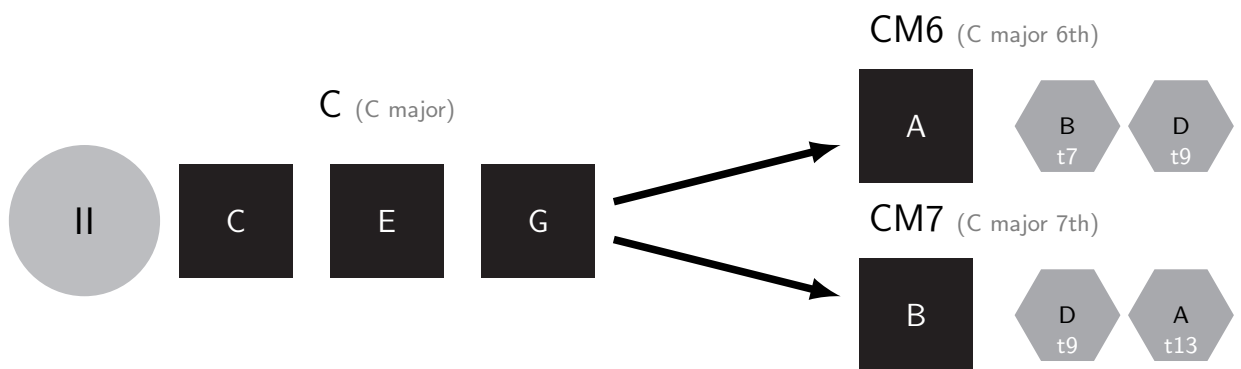 CM6 (C major 6th)
C (C major)
A B D
t7 t9
II C E G
CM7 (C major 7th)
B D A
t9 t13